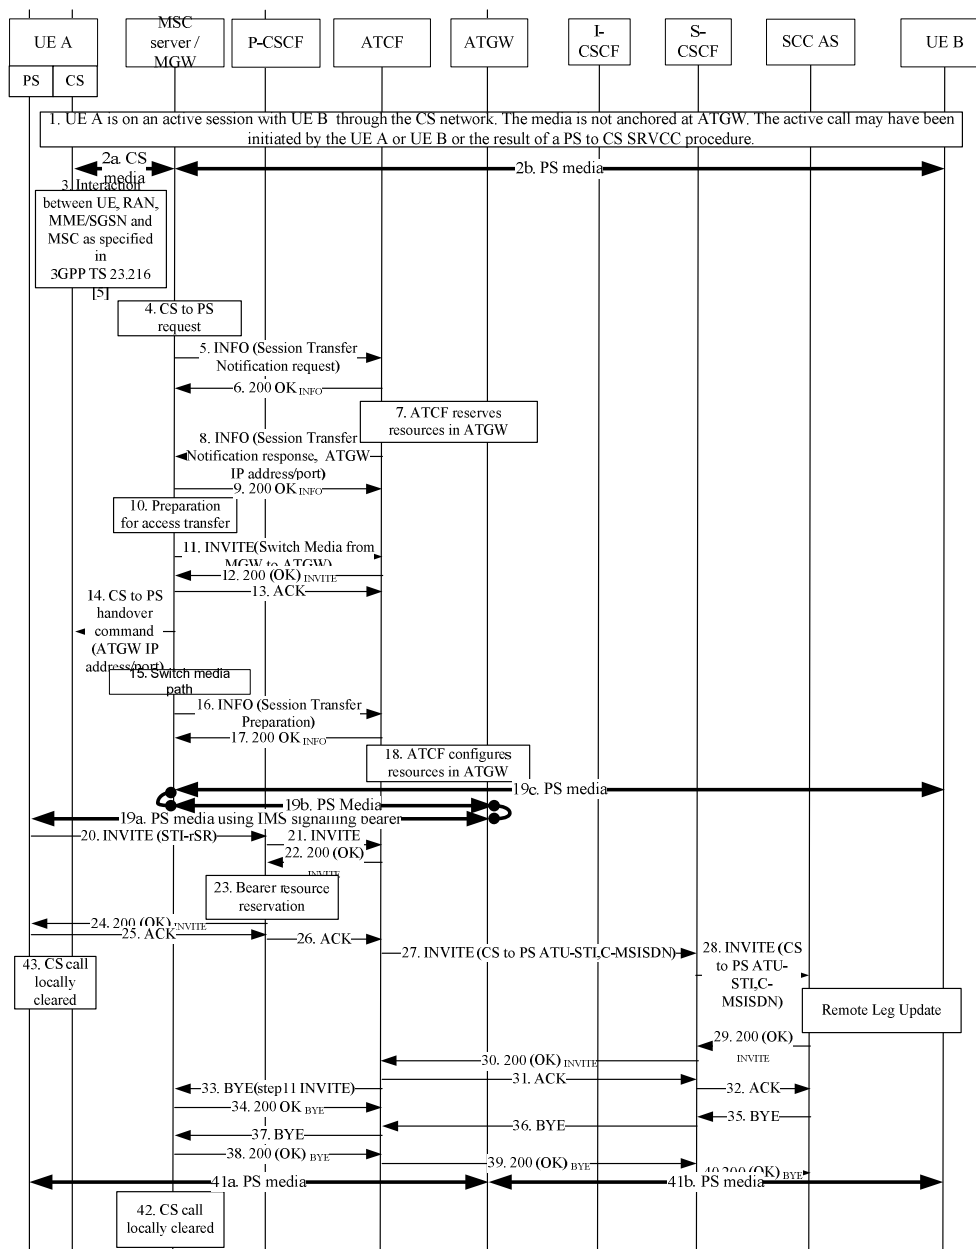 UE A
MSC
server /
MGW
P-CSCF
ATCF
ATGW
I-
CSCF
S-
CSCF
SCC AS
UE B
PS
CS
1. UE A is on an active session with UE B through the CS network. The media is not anchored at ATGW. The active call may have been
initiated by the UE A or UE B or the result of a PS to CS SRVCC procedure.
2a. CS
media
2b. PS media
3. Interaction
between UE, RAN,
MME/SGSN and
MSC as specified
in
3GPP TS 23.216
[5]
4. CS to PS
request
5. INFO (Session Transfer
Notification request)
6. 200 OK INFO
7. ATCF reserves
resources in ATGW
8. INFO (Session Transfer
Notification response, ATGW
IP address/port)
9. 200 OK INFO
10. Preparation
for access transfer
11. INVITE(Switch Media from
MGW to ATGW)
12. 200 (OK) INVITE
13. ACK
14. CS to PS
handover
command
(ATGW IP
address/port)
15. Switch media
path
16. INFO (Session Transfer
Preparation)
17. 200 OK INFO
18. ATCF configures
resources in ATGW
19c. PS media
19b. PS Media
19a. PS media using IMS signalling bearer
20. INVITE (STI-rSR)
21. INVITE
22. 200 (OK)
INVITE
23. Bearer resource
reservation
24. 200 (OK) INVITE
25. ACK
26. ACK
27. INVITE (CS to PS ATU-STI,C-MSISDN)
28. INVITE (CS
to PS ATU-
STI,C-
MSISDN)
43. CS call
locally
cleared
Remote Leg Update
29. 200 (OK)
INVITE
30. 200 (OK) INVITE
31. ACK
32. ACK
33. BYE(step11 INVITE)
34. 200 OK BYE
35. BYE
36. BYE
37. BYE
38. 200 (OK) BYE
39. 200 (OK) BYE
40.200 (OK) BYE
41a. PS media
41b. PS media
42. CS call
locally cleared